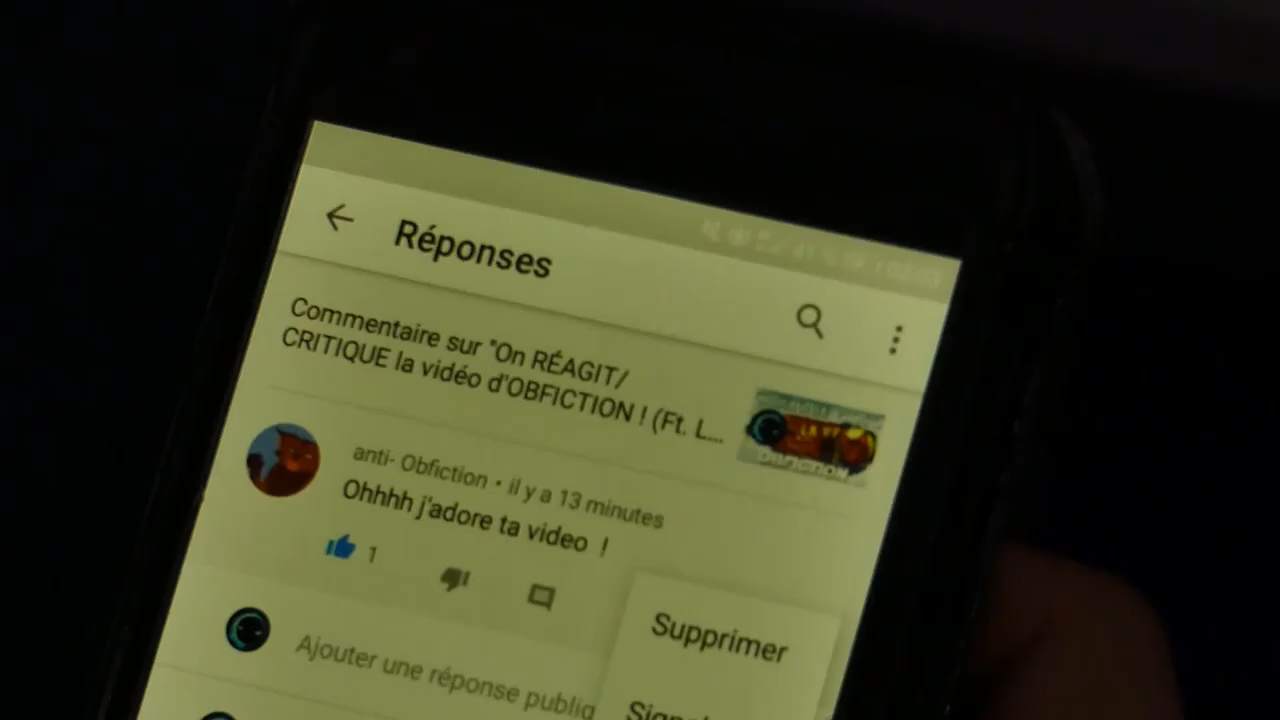 Réponses
Commentaire sur "On RÉAGIT/
CRITIQUE la vidéo d'OBFICTION ! (Ft. L...
anti- Obfiction • il y a 13 minutes
Ohhhh j'adore ta video !
1
Supprimer
Ajouter une réponse publiq
Signal